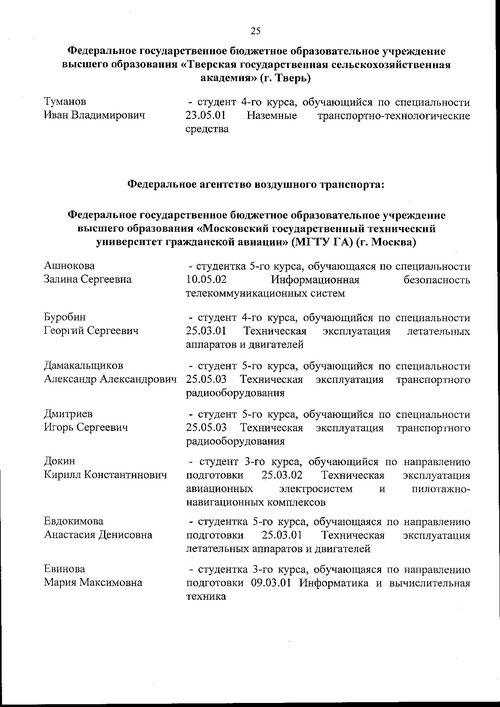 25
Федеральное государственное бюджетное образовательное учреждение
высшего образования «Тверская государственная сельскохозяйственная
академия» (г. Тверь)
Туманов - студент 4-го курса, обучающийся по специальности
Иван Владимирович 23.05.01 Наземные транспортно-технологические
средства
Федеральное агентство воздушного транспорта:
Федеральное государственное бюджетное образовательное учреждение
высшего образования «Московский государственный технический
университет гражданской авиации» (МГТУ ГА) (г. Москва)
Ашнокова - студентка 5-го курса, обучающаяся по специальности
Залина Сергеевна 10.05.02 Информационная безопасность
телекоммуникационных систем
Буробин - студент 4-го курса, обучающийся по специальности
Георгий Сергеевич 25.03.01 Техническая эксплуатация летательных
аппаратов и двигателей
Дамакальщиков - студент 5-го курса, обучающийся по специальности
Александр Александрович 25.05.03 Техническая эксплуатация транспортного
радиооборудования
Дмитриев - студент 5-го курса, обучающийся по специальности
Игорь Сергеевич 25.05.03 Техническая эксплуатация транспортного
радиооборудования
Докин - студент 3-го курса, обучающийся по направлению
Кирилл Константинович подготовки 25.03.02 Техническая эксплуатация
авиационных электросистем и пилотажно-
навигационных комплексов
Евдокимова - студентка 5-го курса, обучающаяся по направлению
Анастасия Денисовна подготовки 25.03.01 Техническая эксплуатация
летательных аппаратов и двигателей
Евинова - студентка 3-го курса, обучающаяся по направлению
Мария Максимовна подготовки 09.03.01 Информатика и вычислительная
техника